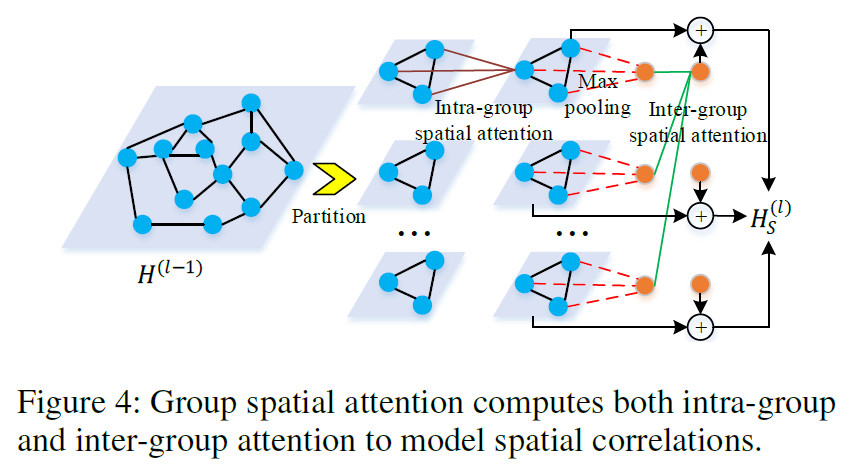 Intra-group
spatial attention
Max
pooling
Inter-group
spatial attention
Partition
H^{(l-1)}
...
...
+
+
+
H_S^{(l)}
Figure 4: Group spatial attention computes both intra-group
and inter-group attention to model spatial correlations.